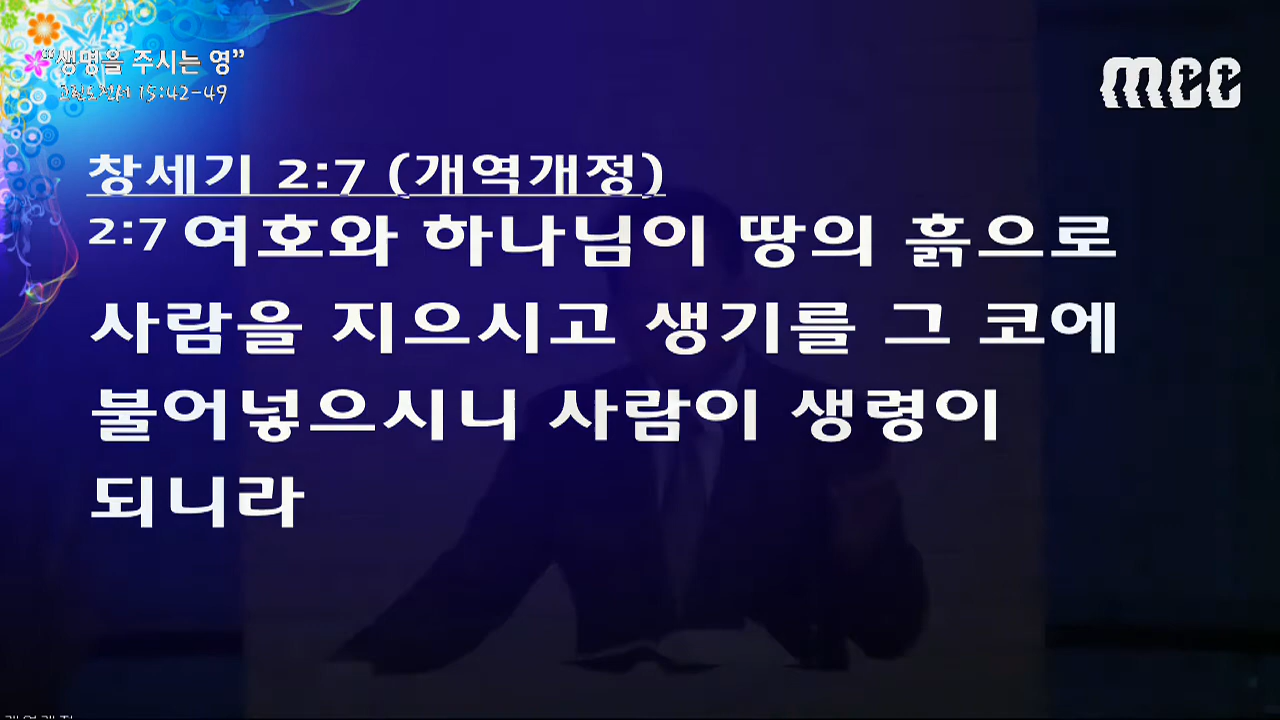 “생명을 주시는 영”
고린도전서 15:42-49
mcc
창세기 2:7 (개역개정)
2:7 여호와 하나님이 땅의 흙으로
사람을 지으시고 생기를 그 코에
불어넣으시니 사람이 생령이
되니라